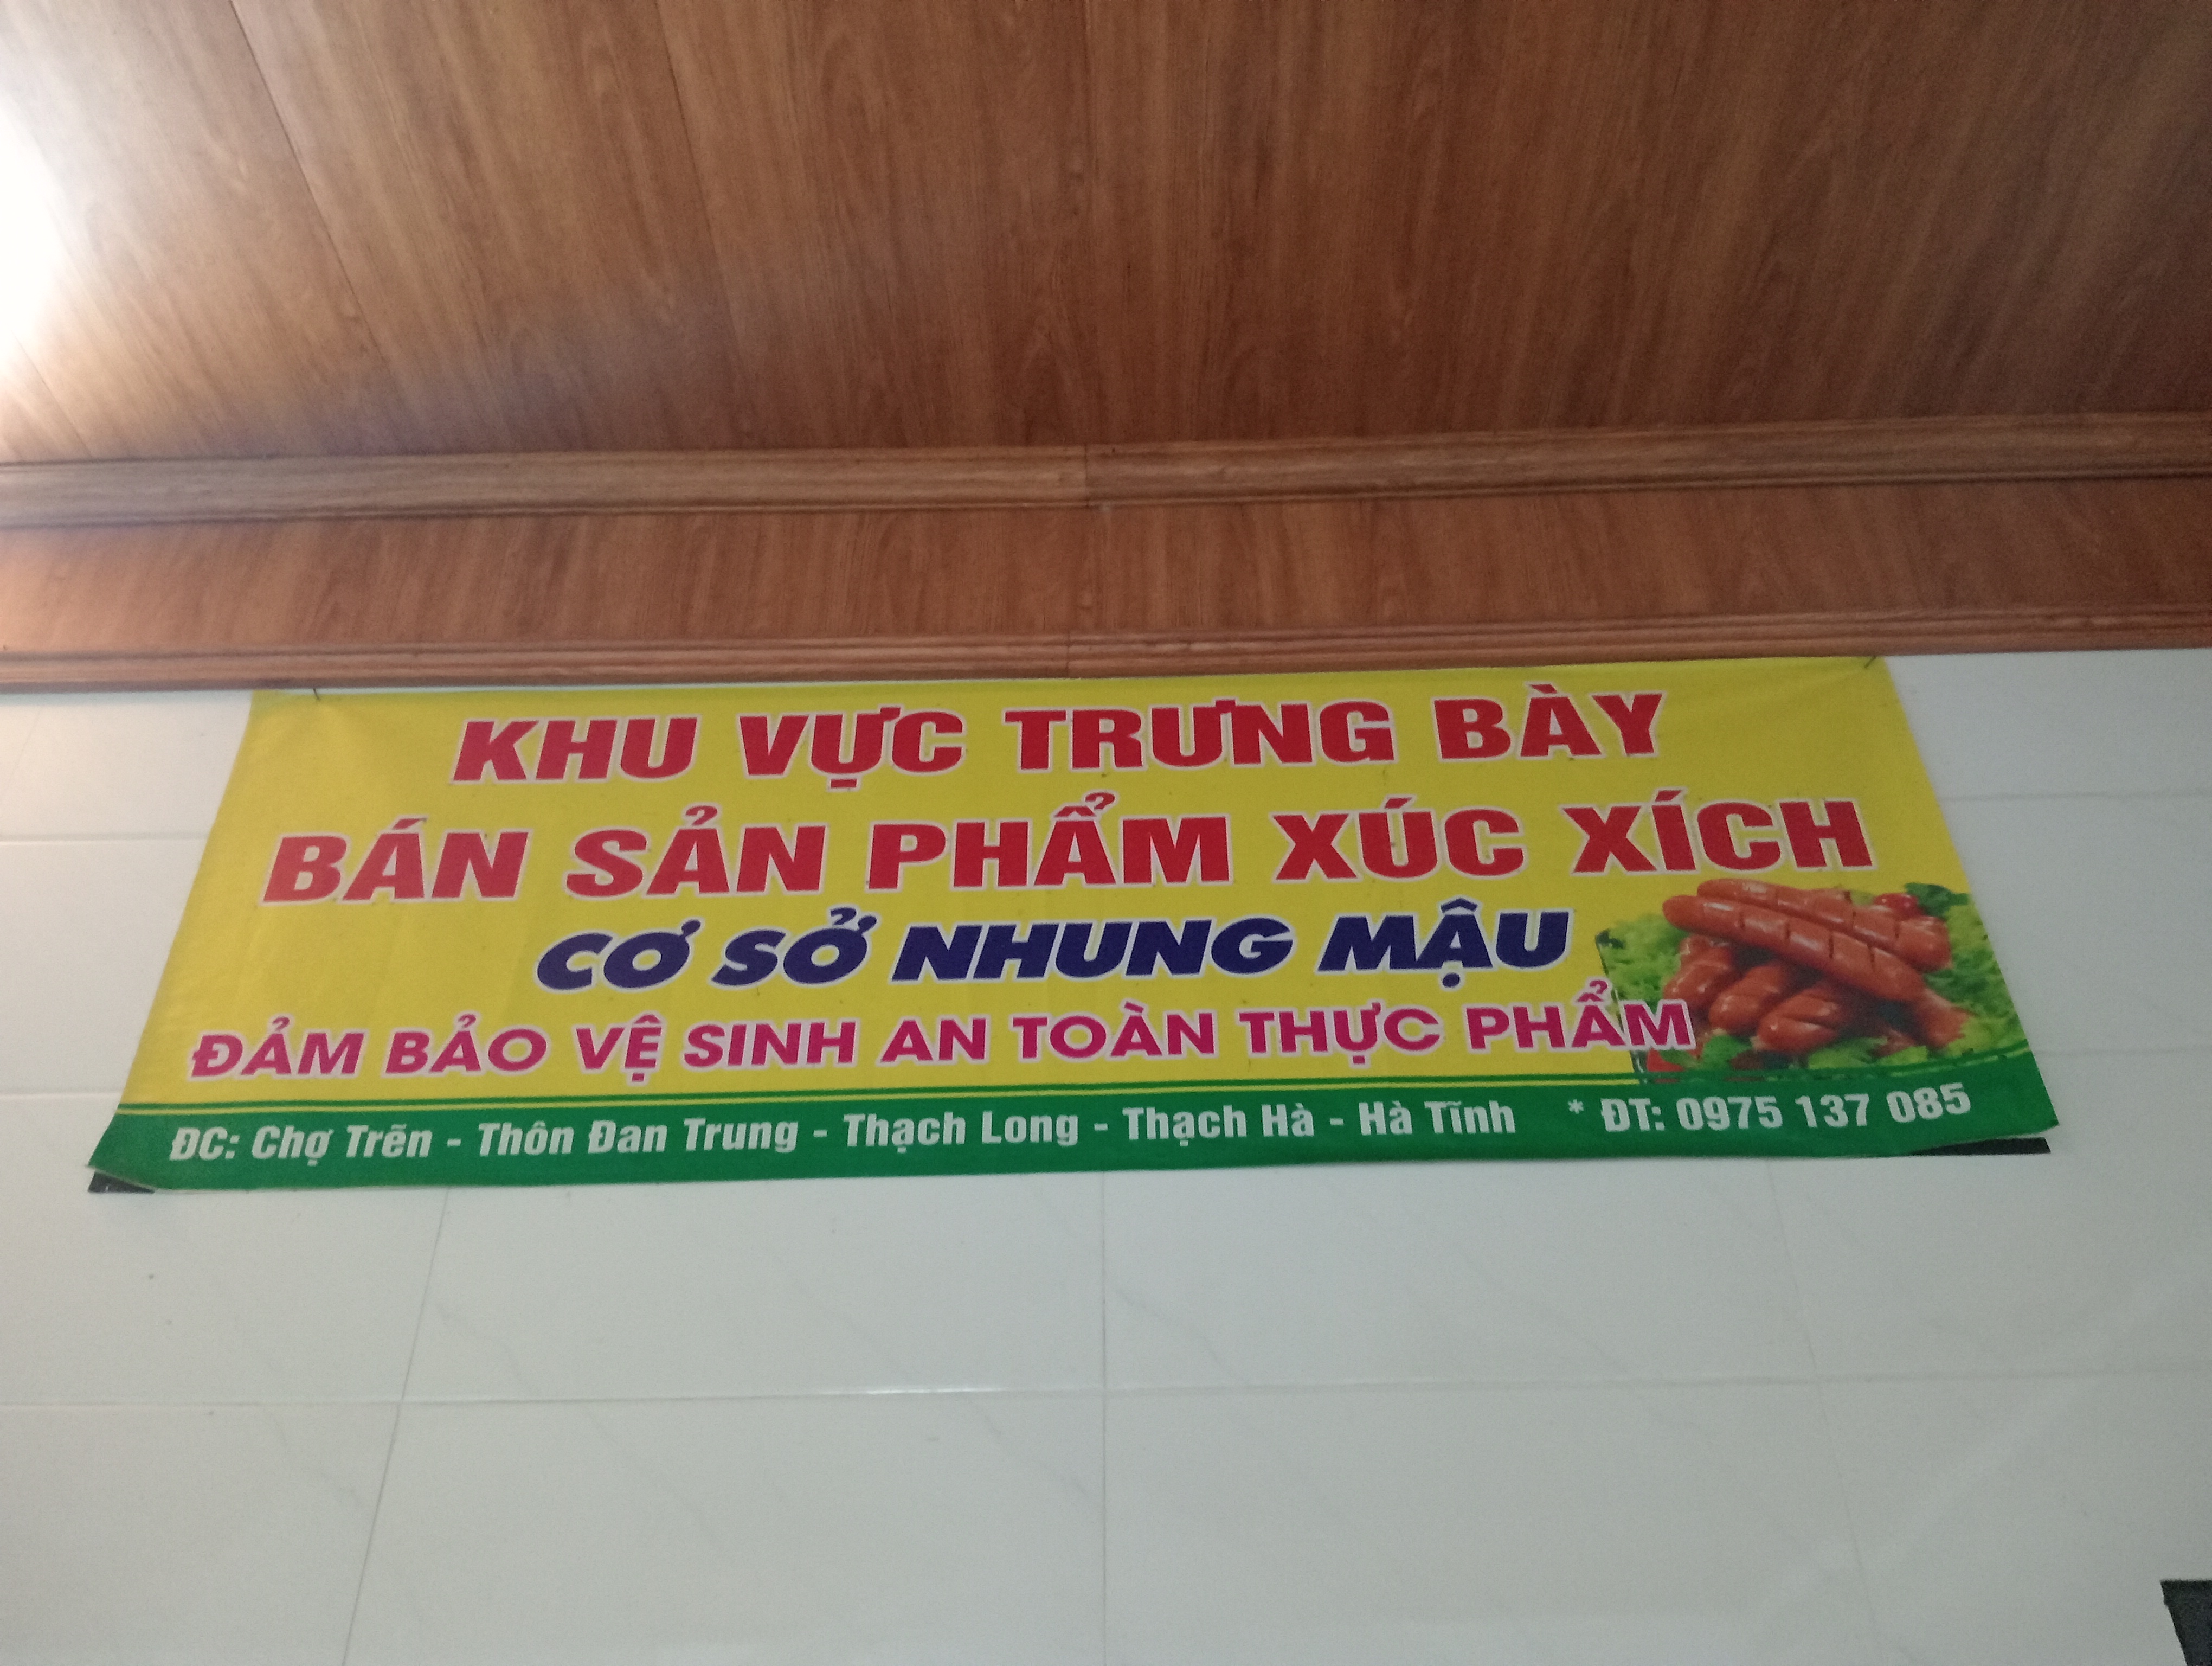 KHU VỰC TRƯNG BÀY
BÁN SẢN PHẨM XÚC XÍCH
CƠ SỞ NHUNG MẬU
ĐẢM BẢO VỆ SINH AN TOÀN THỰC PHẨM
ĐC: Chợ Trẽn - Thôn Đan Trung - Thạch Long - Thạch Hà - Hà Tĩnh * ĐT: 0975 137 085